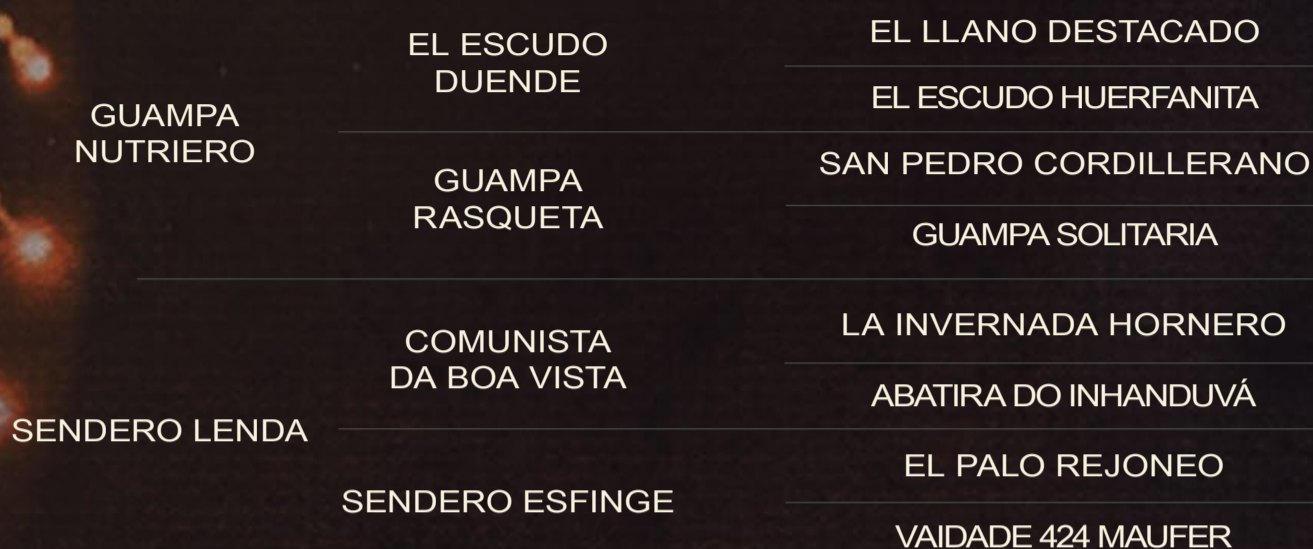 GUAMPA
NUTRIERO
EL ESCUDO
DUENDE
EL LLANO DESTACADO
EL ESCUDO HUERFANITA
GUAMPA
RASQUETA
SAN PEDRO CORDILLERANO
GUAMPA SOLITARIA
SENDERO LENDA
COMUNISTA
DA BOA VISTA
LA INVERNADA HORNERO
ABATIRA DO INHANDUVÁ
SENDERO ESFINGE
EL PALO REJONEO
VAIDADE 424 MAUFER